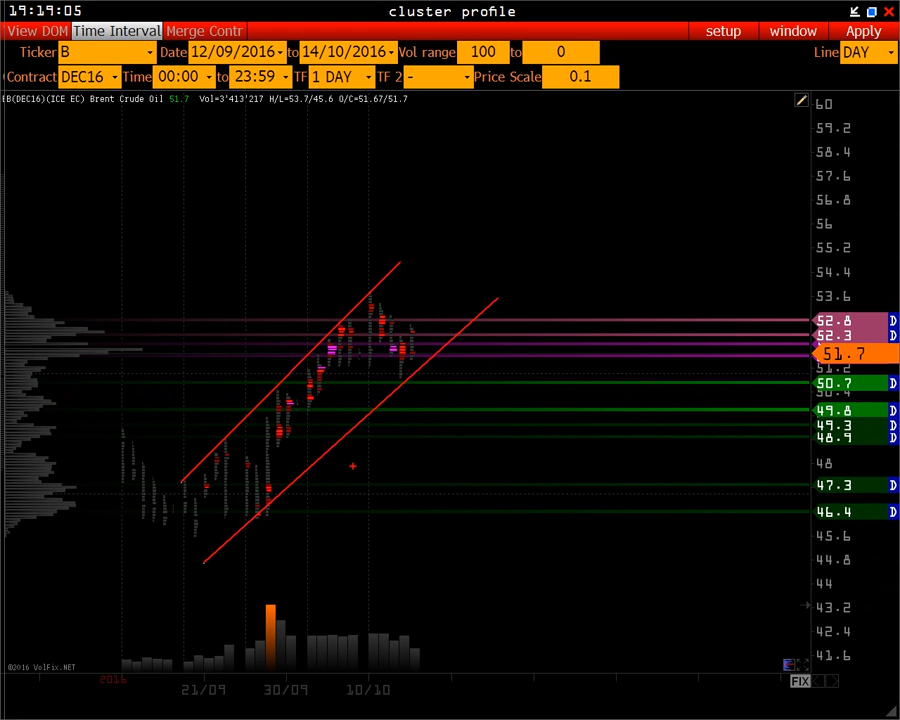 19:19:05 cluster profile
View DOM Time Interval Merge Contr setup window Apply
Ticker B Date 12/09/2016 to 14/10/2016 Vol range 100 to 0 Line DAY
Contract DEC16 Time 00:00 to 23:59 TF 1 DAY TF 2 - Price Scale 0.1
B(DEC16)(ICE EC) Brent Crude Oil 51.7 Vol=3'413'217 H/L=53.7/45.6 O/C=51.67/51.7
60
59.2
58.4
57.6
56.8
56
55.2
54.4
53.6
52.8 D
52.3 D
51.7
51.2
50.7 D
50.4
49.8 D
49.3 D
48.9 D
48
47.3 D
46.4 D
45.6
44.8
44
43.2
42.4
41.6
©2016 VolFix.NET
2016 FIX
21/09 30/09 10/10